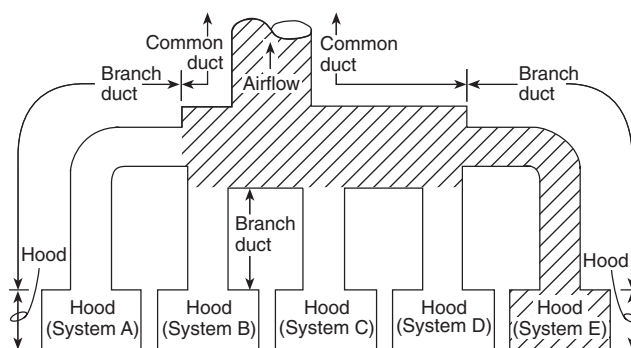 Common
duct
Common
duct
Branch
duct
Airflow
Branch
duct
Branch
duct
Hood
Hood
Hood
(System A)
Hood
(System B)
Hood
(System C)
Hood
(System D)
Hood
(System E)